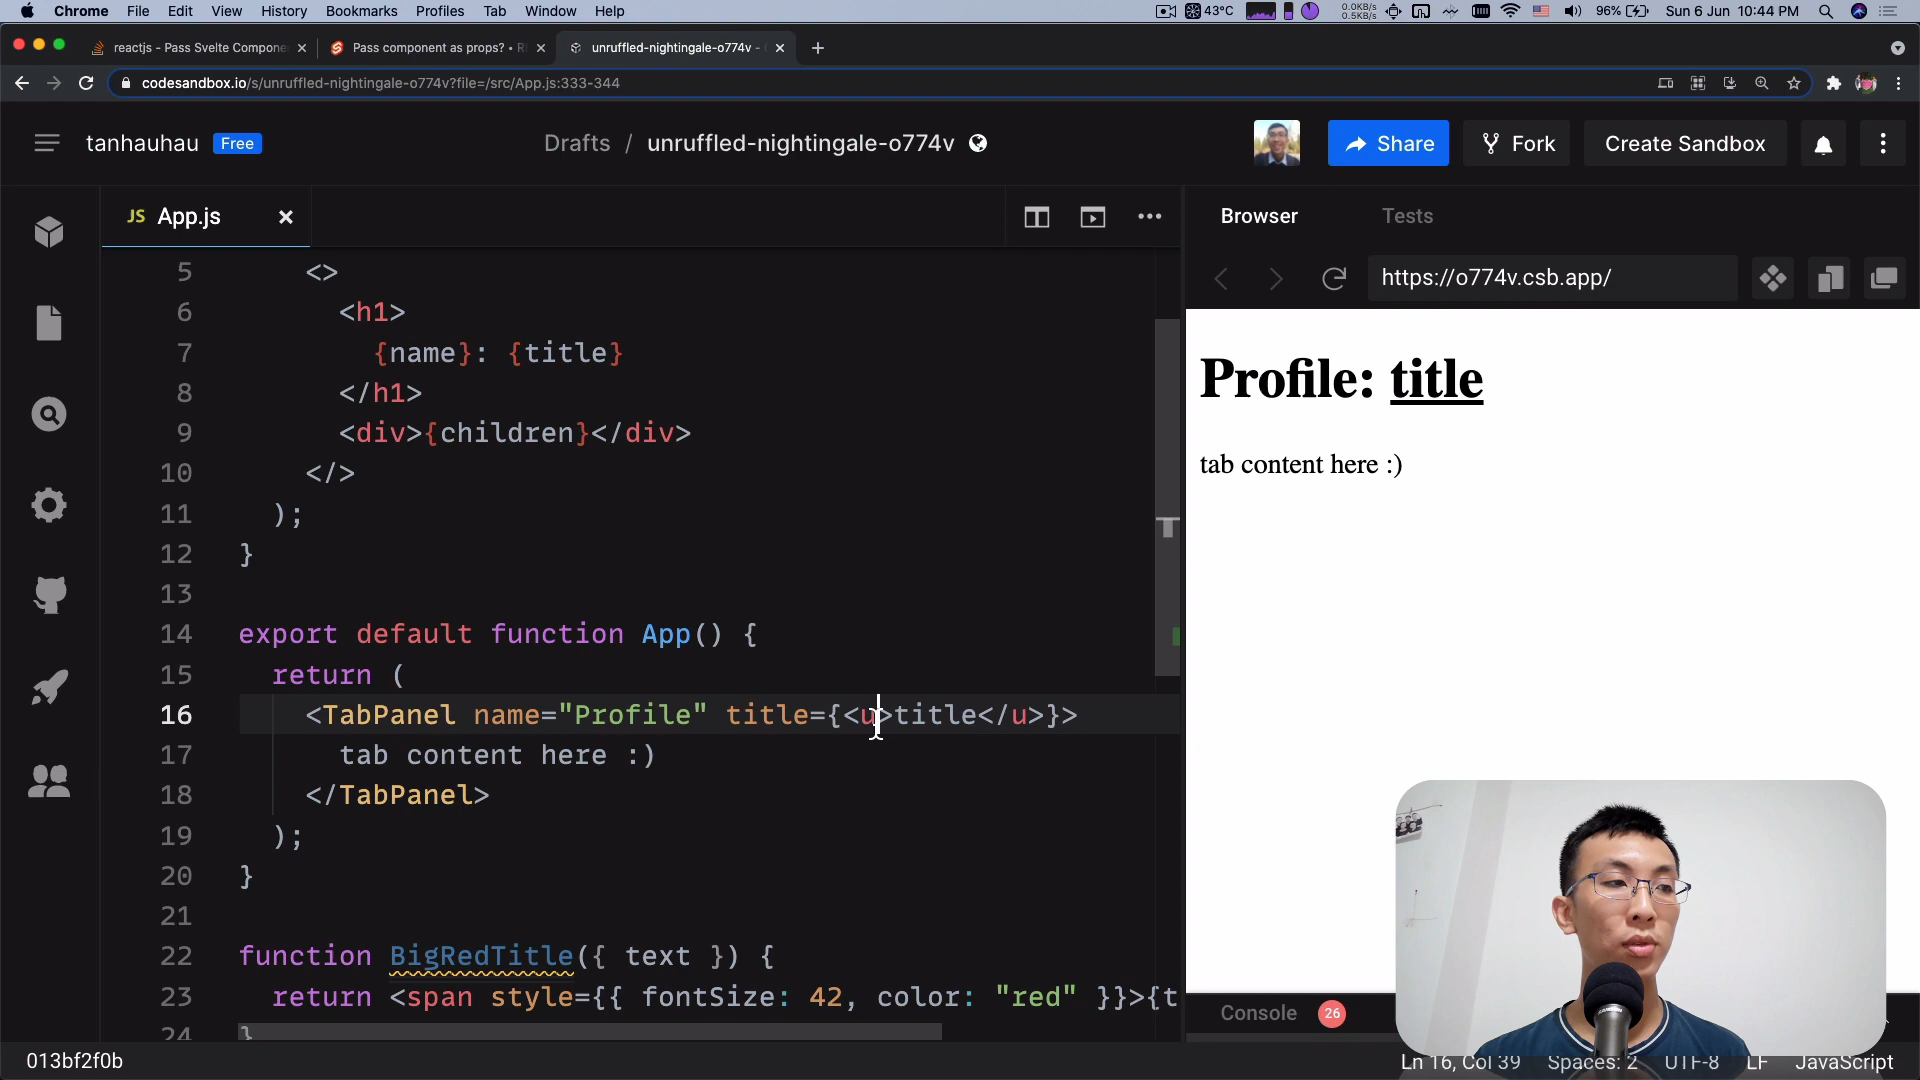 Chrome File Edit View History Bookmarks Profiles Tab Window Help
43°C 0.0KB/s 0.5KB/s 96% Sun 6 Jun 10:44 PM
reactjs - Pass Svelte Compone
Pass component as props? • R
unruffled-nightingale-o774v -
codesandbox.io/s/unruffled-nightingale-o774v?file=/src/App.js:333-344
tanhauhau Free Drafts / unruffled-nightingale-o774v Share Fork Create Sandbox
JS App.js
Browser Tests
https://o774v.csb.app/
5 <>
6 <h1>
7 {name}: {title}
8 </h1>
9 <div>{children}</div>
10 </>
11 );
12 }
13
14 export default function App() {
15 return (
16 <TabPanel name="Profile" title={<u>title</u>}>
17 tab content here :)
18 </TabPanel>
19 );
20 }
21
22 function BigRedTitle({ text }) {
23 return <span style={{ fontSize: 42, color: "red" }}>{t
24 }
Profile: title
tab content here :)
Console 26
013bf2f0b
Ln 16, Col 39 Spaces: 2 UTF-8 LF JavaScript